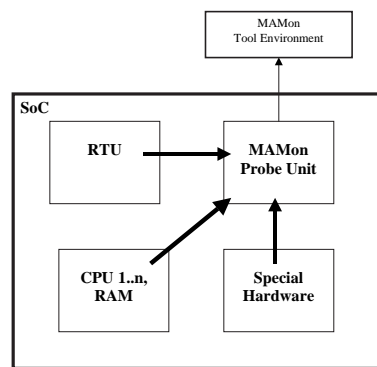 MAMon
Tool Environment
SoC
RTU
MAMon
Probe Unit
CPU 1..n,
RAM
Special
Hardware